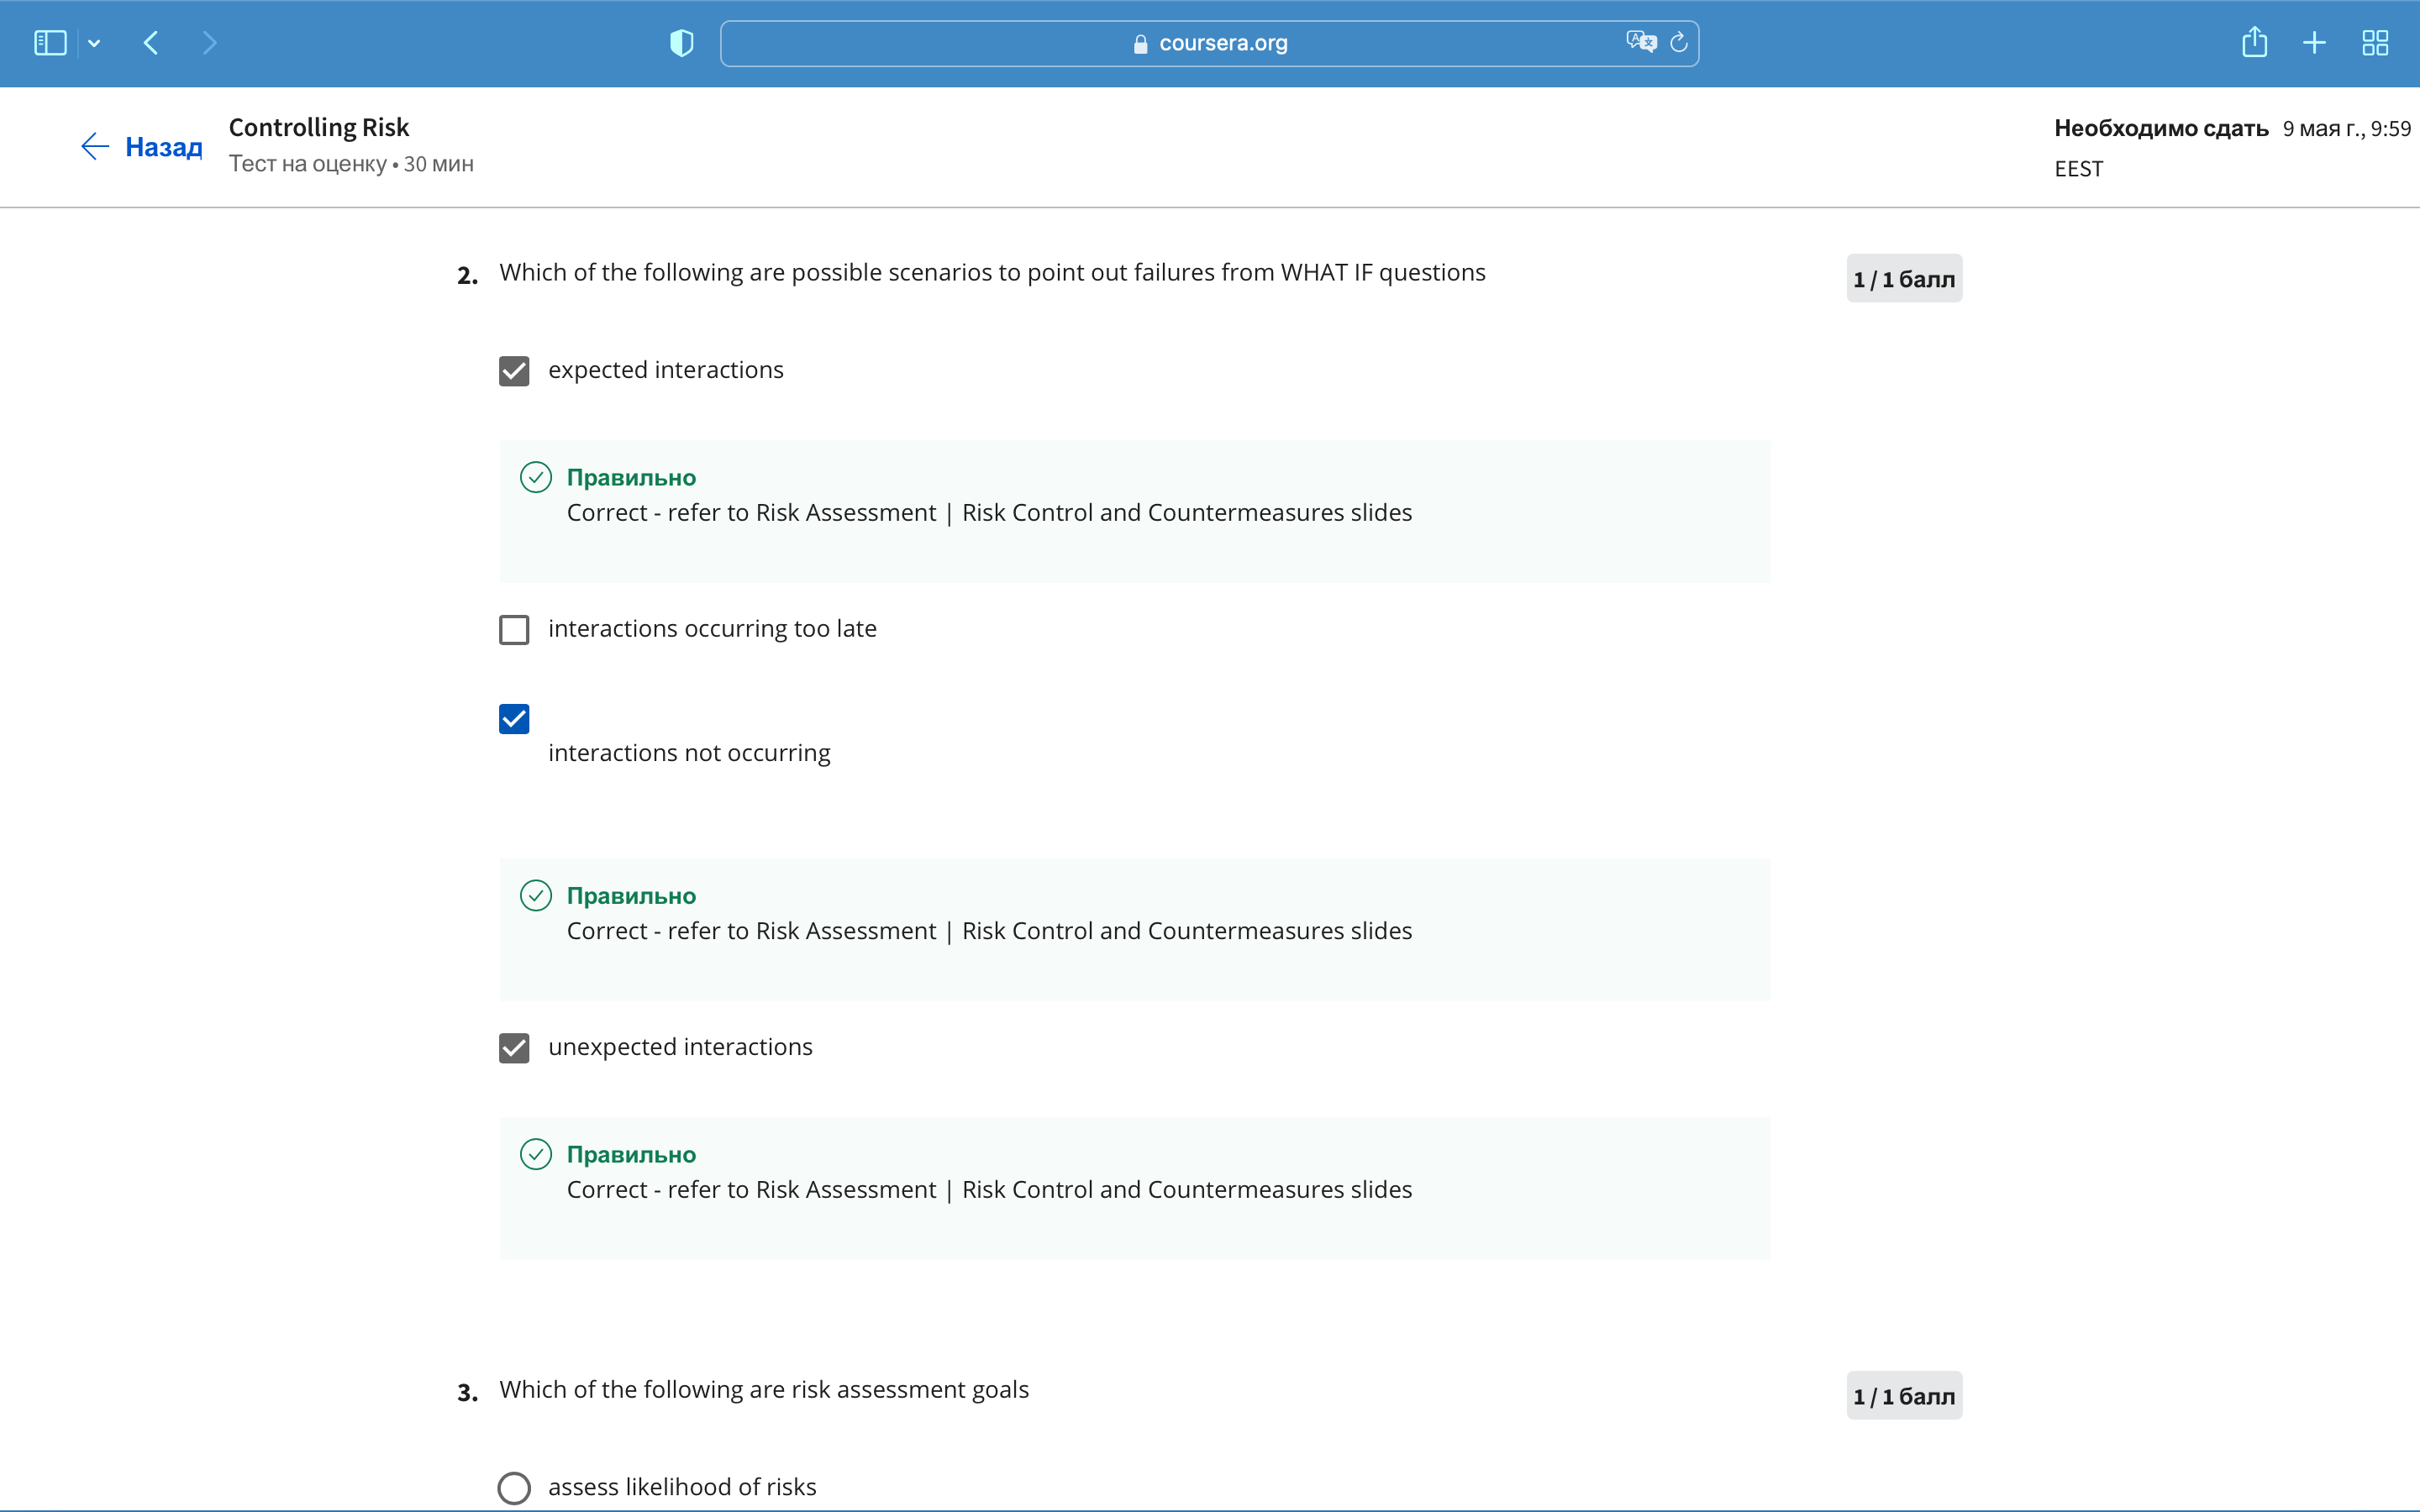 coursera.org
Назад
Controlling Risk
Тест на оценку • 30 мин
Необходимо сдать 9 мая г., 9:59
EEST
2. Which of the following are possible scenarios to point out failures from WHAT IF questions
1 / 1 балл
expected interactions
Правильно
Correct - refer to Risk Assessment | Risk Control and Countermeasures slides
interactions occurring too late
interactions not occurring
Правильно
Correct - refer to Risk Assessment | Risk Control and Countermeasures slides
unexpected interactions
Правильно
Correct - refer to Risk Assessment | Risk Control and Countermeasures slides
3. Which of the following are risk assessment goals
1 / 1 балл
assess likelihood of risks